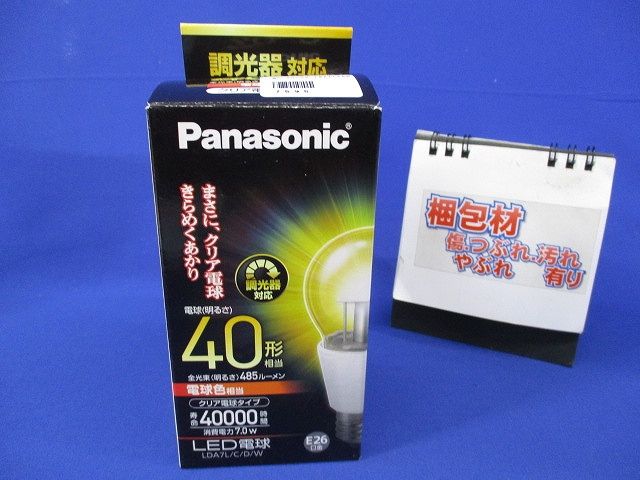 調光器対応
Panasonic®
まさに、クリア電球
きらめくあかり
調光器
対応
電球(明るさ)
40形
相当
全光束(明るさ)485ルーメン
電球色相当
クリア電球タイプ
寿命40000時間
消費電力7.0W
LED電球
LDA7L/C/D/W
E26
口金
梱包材
傷・つぶれ・汚れ
やぶれ 有り